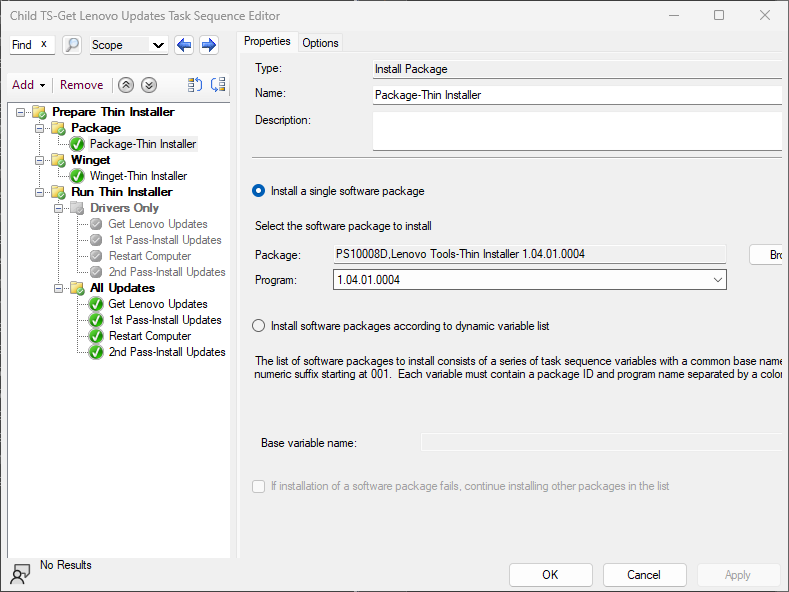 Child TS-Get Lenovo Updates Task Sequence Editor
Find x Scope
Add Remove
Prepare Thin Installer
Package
Package-Thin Installer
Winget
Winget-Thin Installer
Run Thin Installer
Drivers Only
Get Lenovo Updates
1st Pass-Install Updates
Restart Computer
2nd Pass-Install Updates
All Updates
Get Lenovo Updates
1st Pass-Install Updates
Restart Computer
2nd Pass-Install Updates
No Results
Properties Options
Type: Install Package
Name: Package-Thin Installer
Description:
Install a single software package
Select the software package to install
Package: PS10008D,Lenovo Tools-Thin Installer 1.04.01.0004 Bro
Program: 1.04.01.0004
Install software packages according to dynamic variable list
The list of software packages to install consists of a series of task sequence variables with a common base name
numeric suffix starting at 001. Each variable must contain a package ID and program name separated by a colon
Base variable name:
If installation of a software package fails, continue installing other packages in the list
OK Cancel Apply